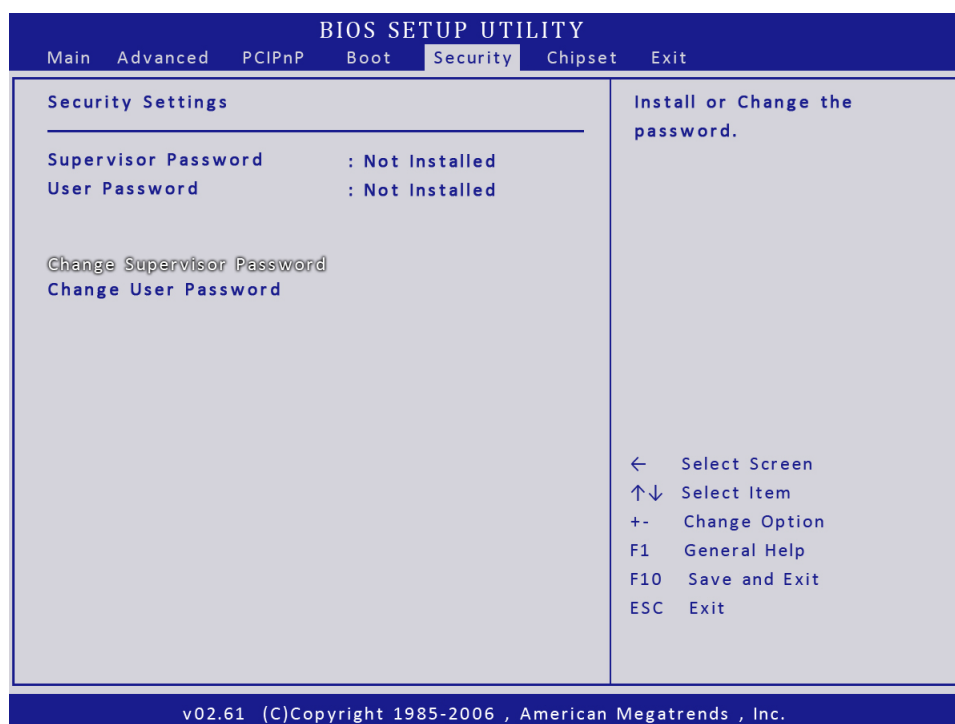 BIOS SETUP UTILITY
Main Advanced PCIPnP Boot Security Chipset Exit
Security Settings
Supervisor Password : Not Installed
User Password : Not Installed
Change Supervisor Password
Change User Password
Install or Change the
password.
← Select Screen
↑↓ Select Item
+- Change Option
F1 General Help
F10 Save and Exit
ESC Exit
v02.61 (C)Copyright 1985-2006 , American Megatrends , Inc.